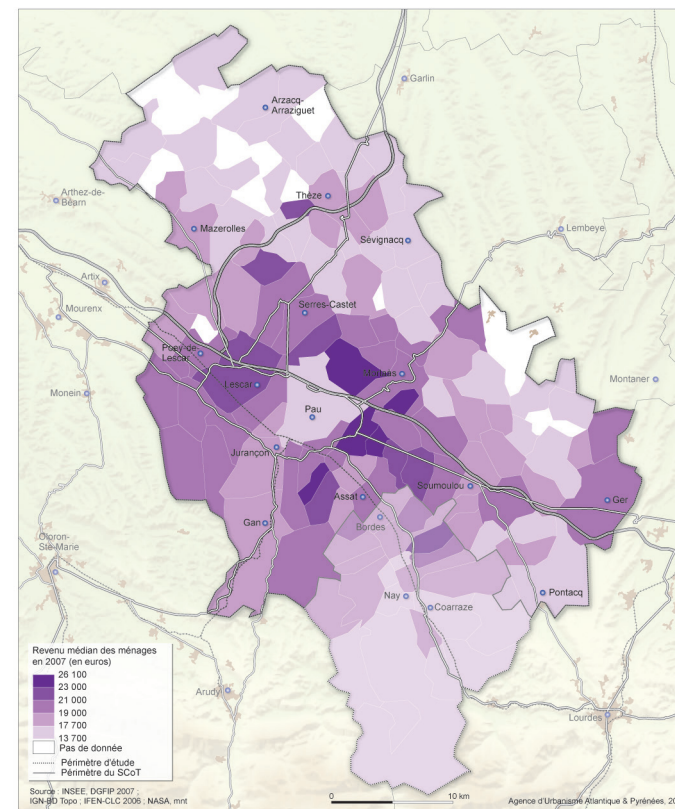 Garlin
Arzacq-
Arraziguet
Arthez-de-
Béarn
Thèze
Mazerolles
Sévignacq
Lembeye
Artix
Mourenx
Serres-Castet
Poey-de-
Lescar
Monein
Lescar
Montaner
Pau
Jurançon
Soumoulou
Assat
Ger
Gan
Bordes
Oloron-
Ste-Marie
Nay
Coarraze
Pontacq
Arudy
Lourdes
Revenu médian des ménages
en 2007 (en euros)
26 100
23 000
21 000
19 000
17 700
13 700
Pas de donnée
Périmètre d'étude
Périmètre du SCoT
Source : INSEE, DGFIP 2007 ;
IGN-BD Topo ; IFEN-CLC 2006 ; NASA, mnt
0 10 km
Agence d'Urbanisme Atlantique & Pyrénées, 20